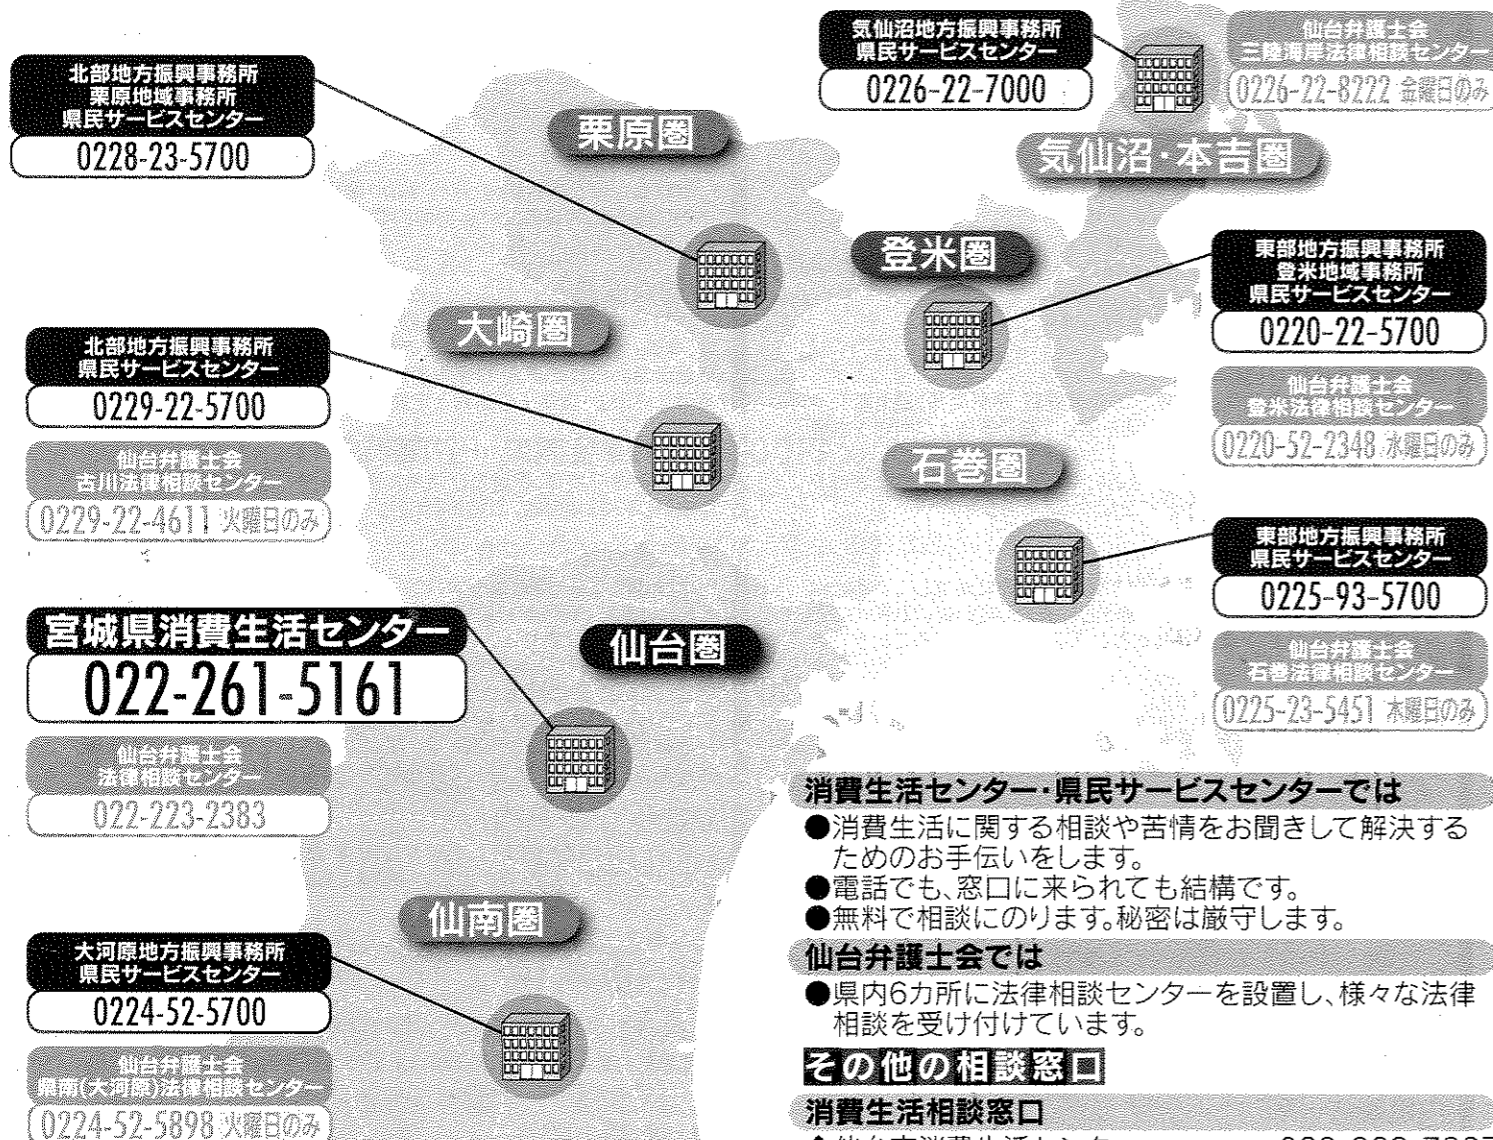 北部地方振興事務所
栗原地域事務所
県民サービスセンター
0228-23-5700
気仙沼地方振興事務所
県民サービスセンター
0226-22-7000
仙台弁護士会
三陸海岸法律相談センター
0226-22-8222 金曜日のみ
栗原圏
気仙沼・本吉圏
登米圏
東部地方振興事務所
登米地域事務所
県民サービスセンター
0220-22-5700
仙台弁護士会
登米法律相談センター
0220-52-2348 水曜日のみ
大崎圏
北部地方振興事務所
県民サービスセンター
0229-22-5700
仙台弁護士会
古川法律相談センター
0229-22-4611 火曜日のみ
石巻圏
東部地方振興事務所
県民サービスセンター
0225-93-5700
仙台弁護士会
石巻法律相談センター
0225-23-5451 木曜日のみ
宮城県消費生活センター
022-261-5161
仙台圏
仙台弁護士会
法律相談センター
022-223-2383
仙南圏
大河原地方振興事務所
県民サービスセンター
0224-52-5700
仙台弁護士会
県南(大河原)法律相談センター
0224-52-5898 火曜日のみ
消費生活センター・県民サービスセンターでは
●消費生活に関する相談や苦情をお聞きして解決する
ためのお手伝いをします。
●電話でも、窓口に来られても結構です。
●無料で相談にのります。秘密は厳守します。
仙台弁護士会では
●県内6カ所に法律相談センターを設置し、様々な法律
相談を受け付けています。
その他の相談窓口
消費生活相談窓口